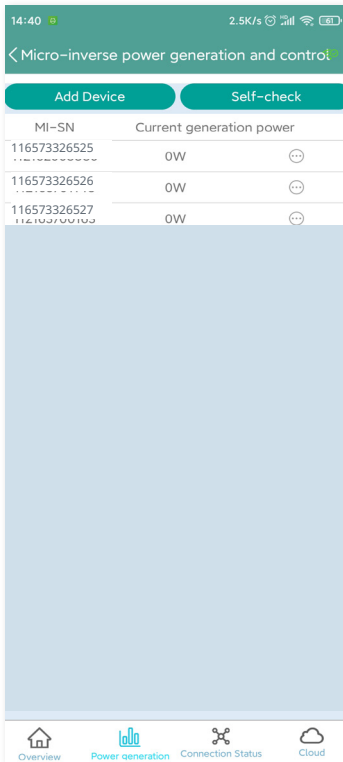 14:40 2.5K/s 61
Micro-inverse power generation and control
Add Device Self-check
MI-SN Current generation power
116573326525
0W
116573326526
0W
116573326527
0W
Overview Power generation Connection Status Cloud